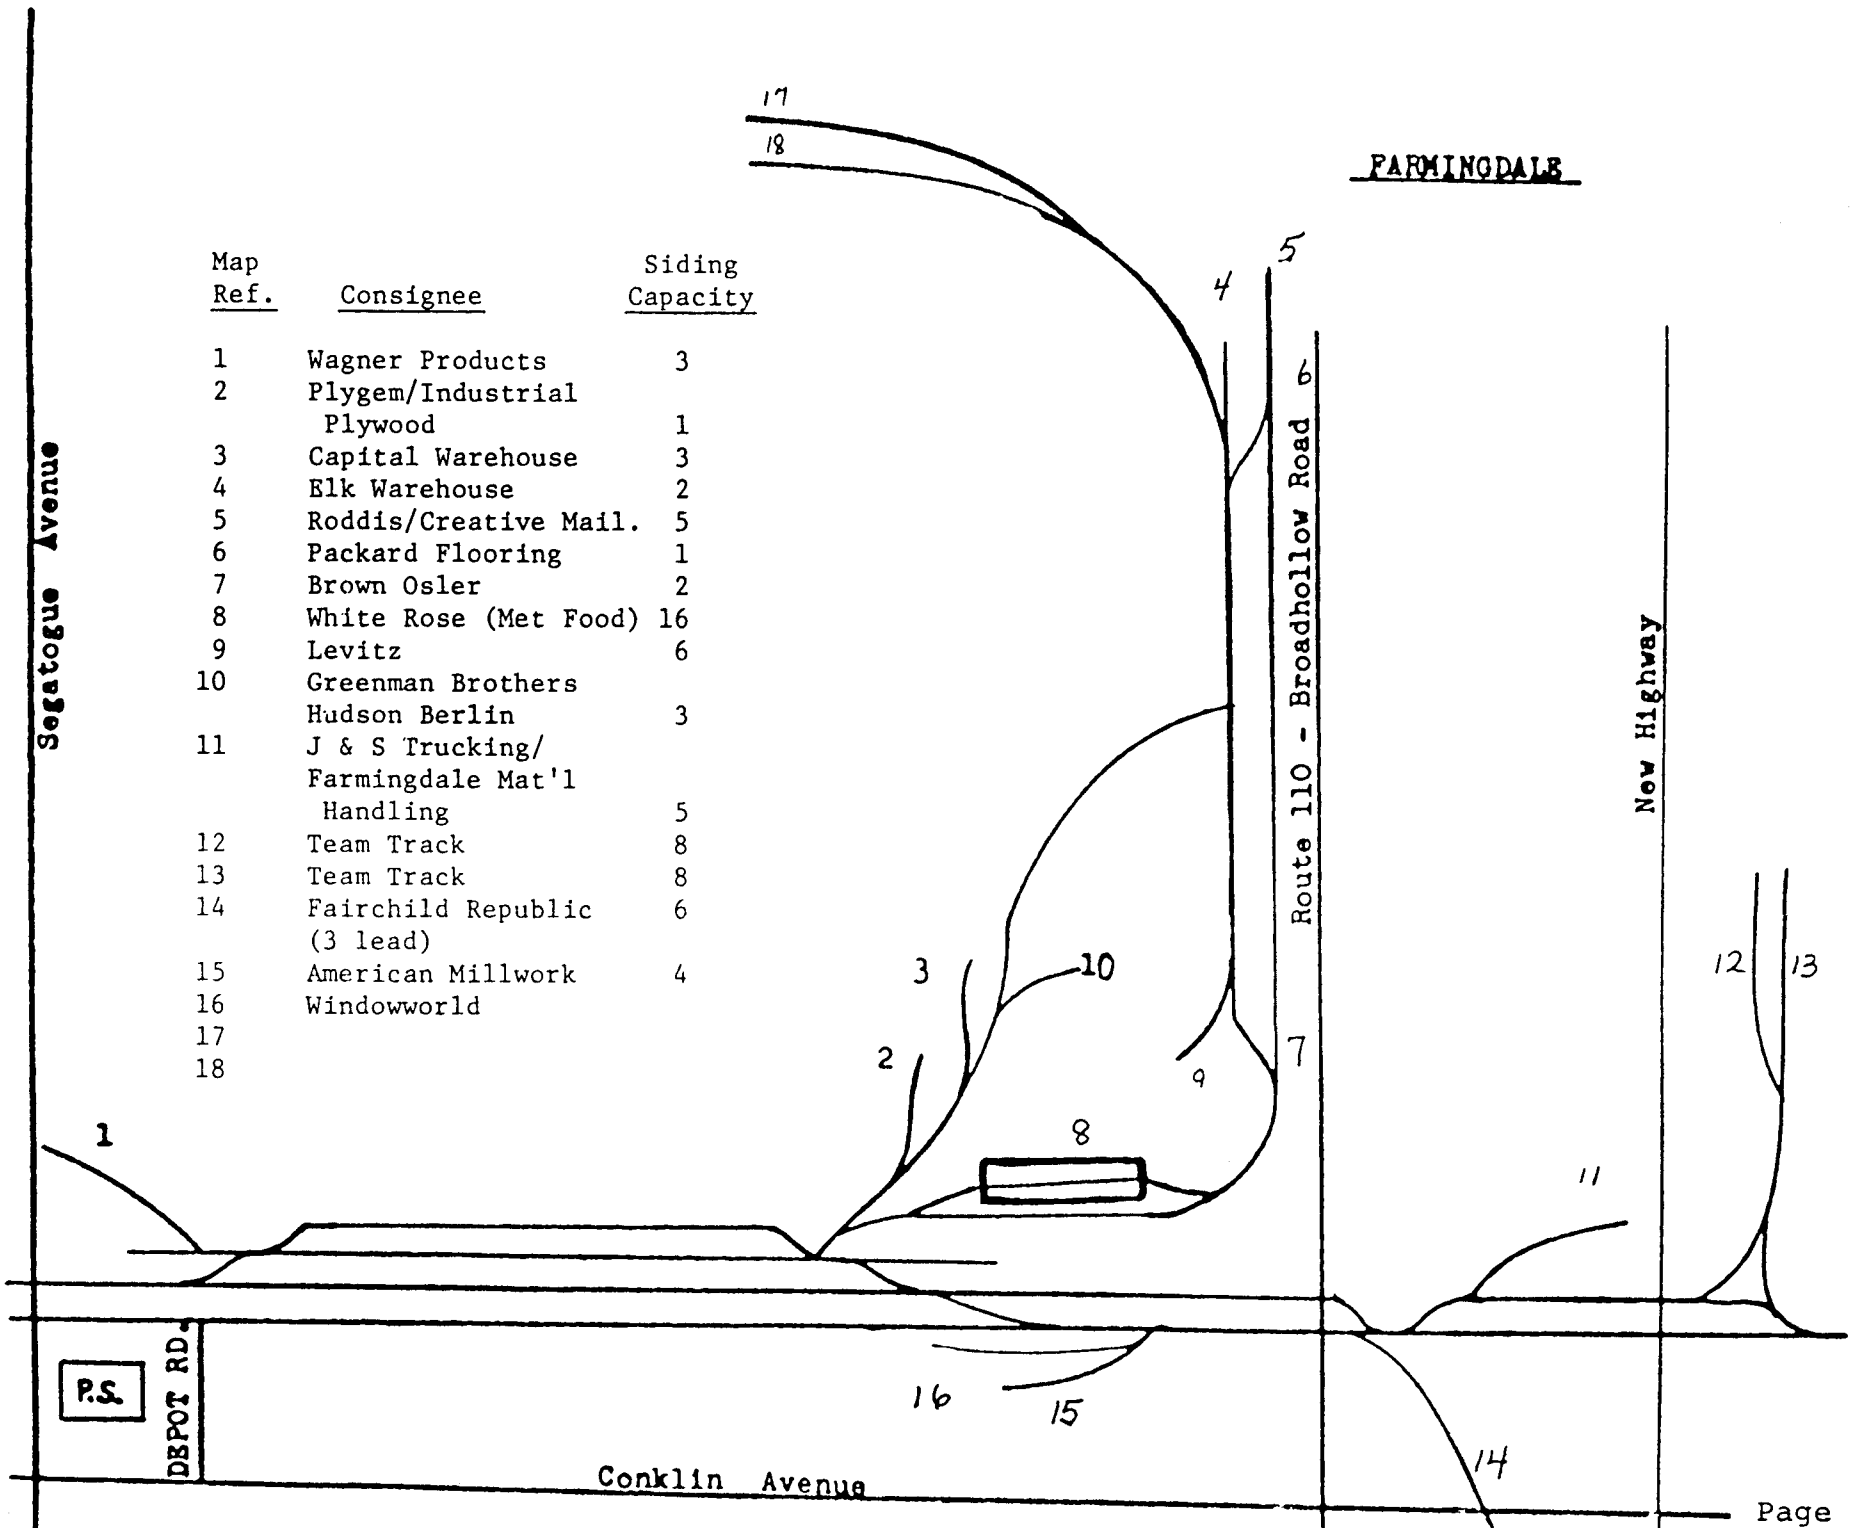 17
18
FARMINGDALE
5
4
Map Siding
Ref. Consignee Capacity
1 Wagner Products 3
2 Plygem/Industrial
Plywood 1
3 Capital Warehouse 3
4 Elk Warehouse 2
5 Roddis/Creative Mail. 5
6 Packard Flooring 1
7 Brown Osler 2
8 White Rose (Met Food) 16
9 Levitz 6
10 Greenman Brothers
Hudson Berlin 3
11 J & S Trucking/
Farmingdale Mat'l
Handling 5
12 Team Track 8
13 Team Track 8
14 Fairchild Republic 6
(3 lead)
15 American Millwork 4
16 Windowworld
17
18
Segatogue Avenue
6
Route 110 - Broadhollow Road
New Highway
3
10
12
13
2
9
7
1
8
11
P.S.
DEPOT RD.
16
15
14
Conklin Avenue
Page